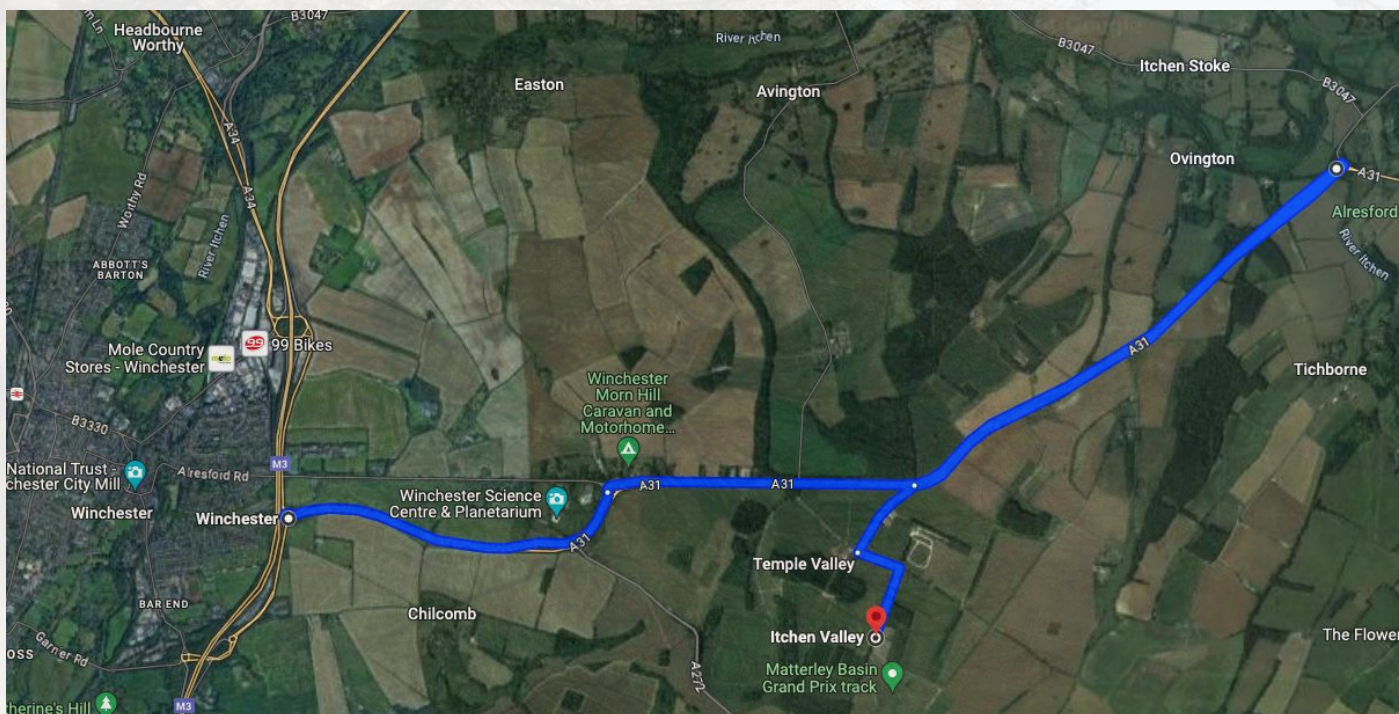 B3047
m Ln
Headbourne
Worthy
River Itchen
B3047
Itchen Stoke
B3047
Easton
Avington
A34
Ovington
A31
A34
Worthy Rd
River Itchen
Alresford
River Itchen
ABBOTT'S
BARTON
99
99 Bikes
Mole Country
Stores - Winchester
mole
A31
Tichborne
Winchester
Morn Hill
Caravan and
Motorhome...
B3330
M3
National Trust -
chester City Mill
Alresford Rd
A31
A31
Winchester Science
Centre & Planetarium
Winchester
Winchester
A31
Temple Valley
BAR END
Chilcomb
Itchen Valley
The Flower
Garner Rd
OSS
A272
Matterley Basin
Grand Prix track
M3
therine's Hill